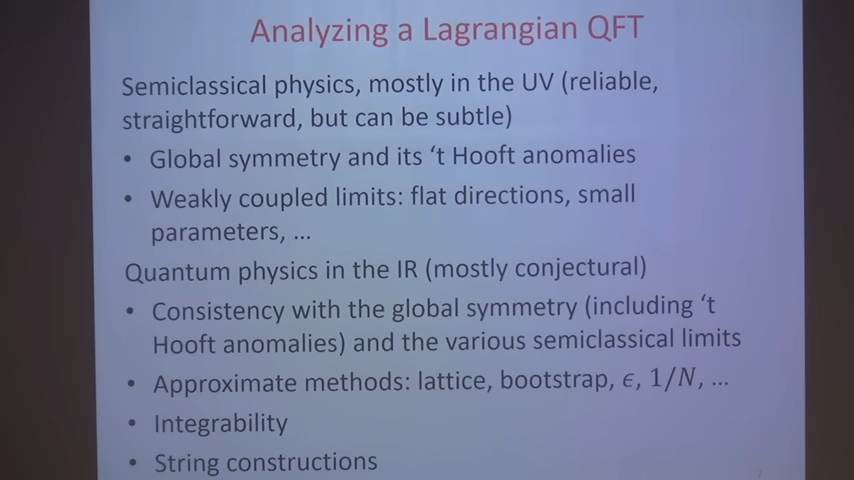 Analyzing a Lagrangian QFT
Semiclassical physics, mostly in the UV (reliable,
straightforward, but can be subtle)
• Global symmetry and its ‘t Hooft anomalies
• Weakly coupled limits: flat directions, small
parameters, ...
Quantum physics in the IR (mostly conjectural)
• Consistency with the global symmetry (including ‘t
Hooft anomalies) and the various semiclassical limits
• Approximate methods: lattice, bootstrap, ϵ, 1/N, ...
• Integrability
• String constructions